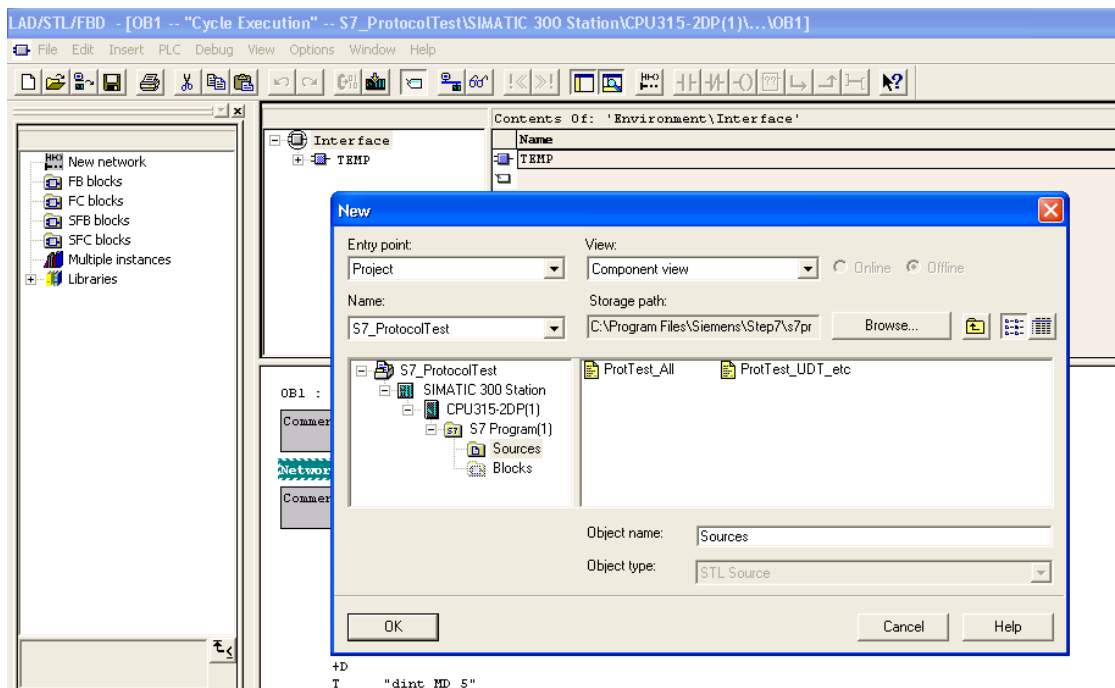 LAD/STL/FBD - [OB1 -- "Cycle Execution" -- S7_ProtocolTest\SIMATIC 300 Station\CPU315-2DP(1)\...\OB1]
File Edit Insert PLC Debug View Options Window Help
Contents Of: 'Environment\Interface'
Interface
TEMP
Name
TEMP
New network
FB blocks
FC blocks
SFB blocks
SFC blocks
Multiple instances
Libraries
New
Entry point:
View:
Project
Component view
Online
Offline
Name:
Storage path:
S7_ProtocolTest
C:\Program Files\Siemens\Step7\s7pr
Browse...
S7_ProtocolTest
SIMATIC 300 Station
CPU315-2DP(1)
S7 Program(1)
Sources
Blocks
ProtTest_All
ProtTest_UDT_etc
Object name:
Sources
Object type:
STL Source
OK
Cancel
Help
OB1 :
Commer
Networ
Commer
+D
T "dint MD 5"